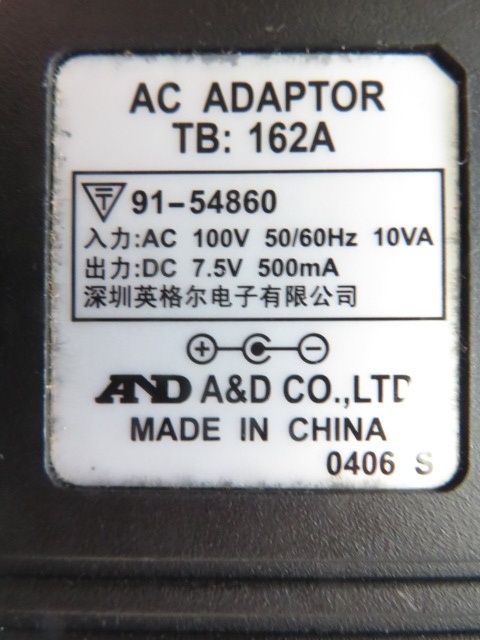 AC ADAPTOR
TB: 162A
91-54860
入力:AC 100V 50/60Hz 10VA
出力:DC 7.5V 500mA
深圳英格尔电子有限公司
AND A&D CO.,LTD
MADE IN CHINA
0406 S